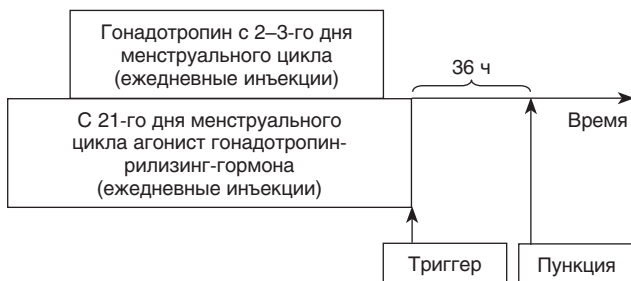 Гонадотропин с 2–3-го дня
менструального цикла
(ежедневные инъекции)
36 ч
С 21-го дня менструального
цикла агонист гонадотропин-
рилизинг-гормона
(ежедневные инъекции)
Время
Триггер
Пункция